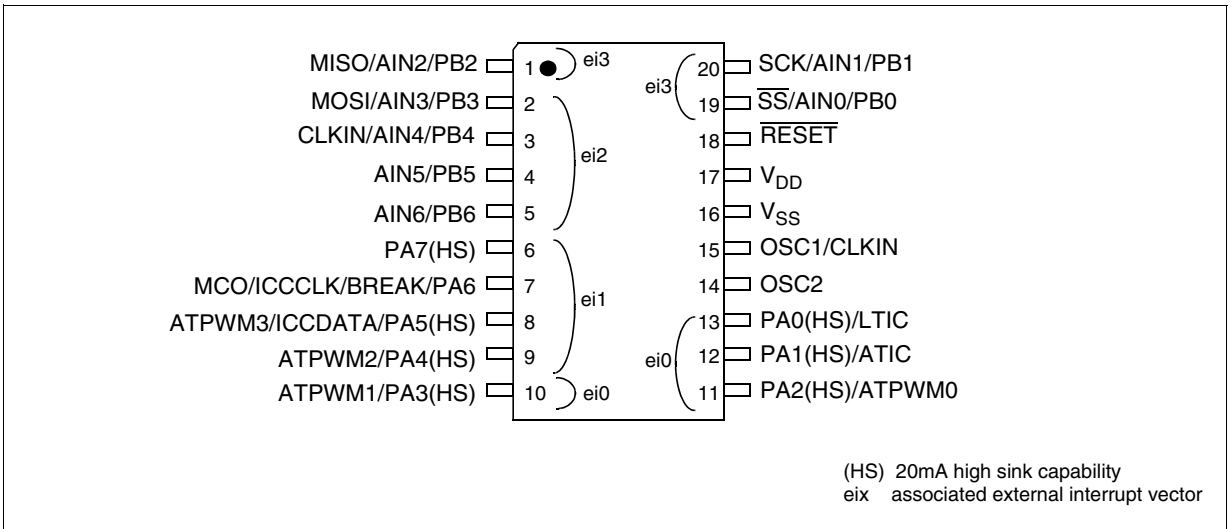 MISO/AIN2/PB2 1 ei3
MOSI/AIN3/PB3 2
CLKIN/AIN4/PB4 3
ei2
AIN5/PB5 4
AIN6/PB6 5
PA7(HS) 6
MCO/ICCCLK/BREAK/PA6 7
ei1
ATPWM3/ICCDATA/PA5(HS) 8
ATPWM2/PA4(HS) 9
ATPWM1/PA3(HS) 10 ei0
20 SCK/AIN1/PB1
ei3
19 S̅S̅/AIN0/PB0
18 R̅E̅S̅E̅T̅
17 VDD
16 VSS
15 OSC1/CLKIN
14 OSC2
13 PA0(HS)/LTIC
ei0 12 PA1(HS)/ATIC
11 PA2(HS)/ATPWM0
(HS) 20mA high sink capability
eix associated external interrupt vector